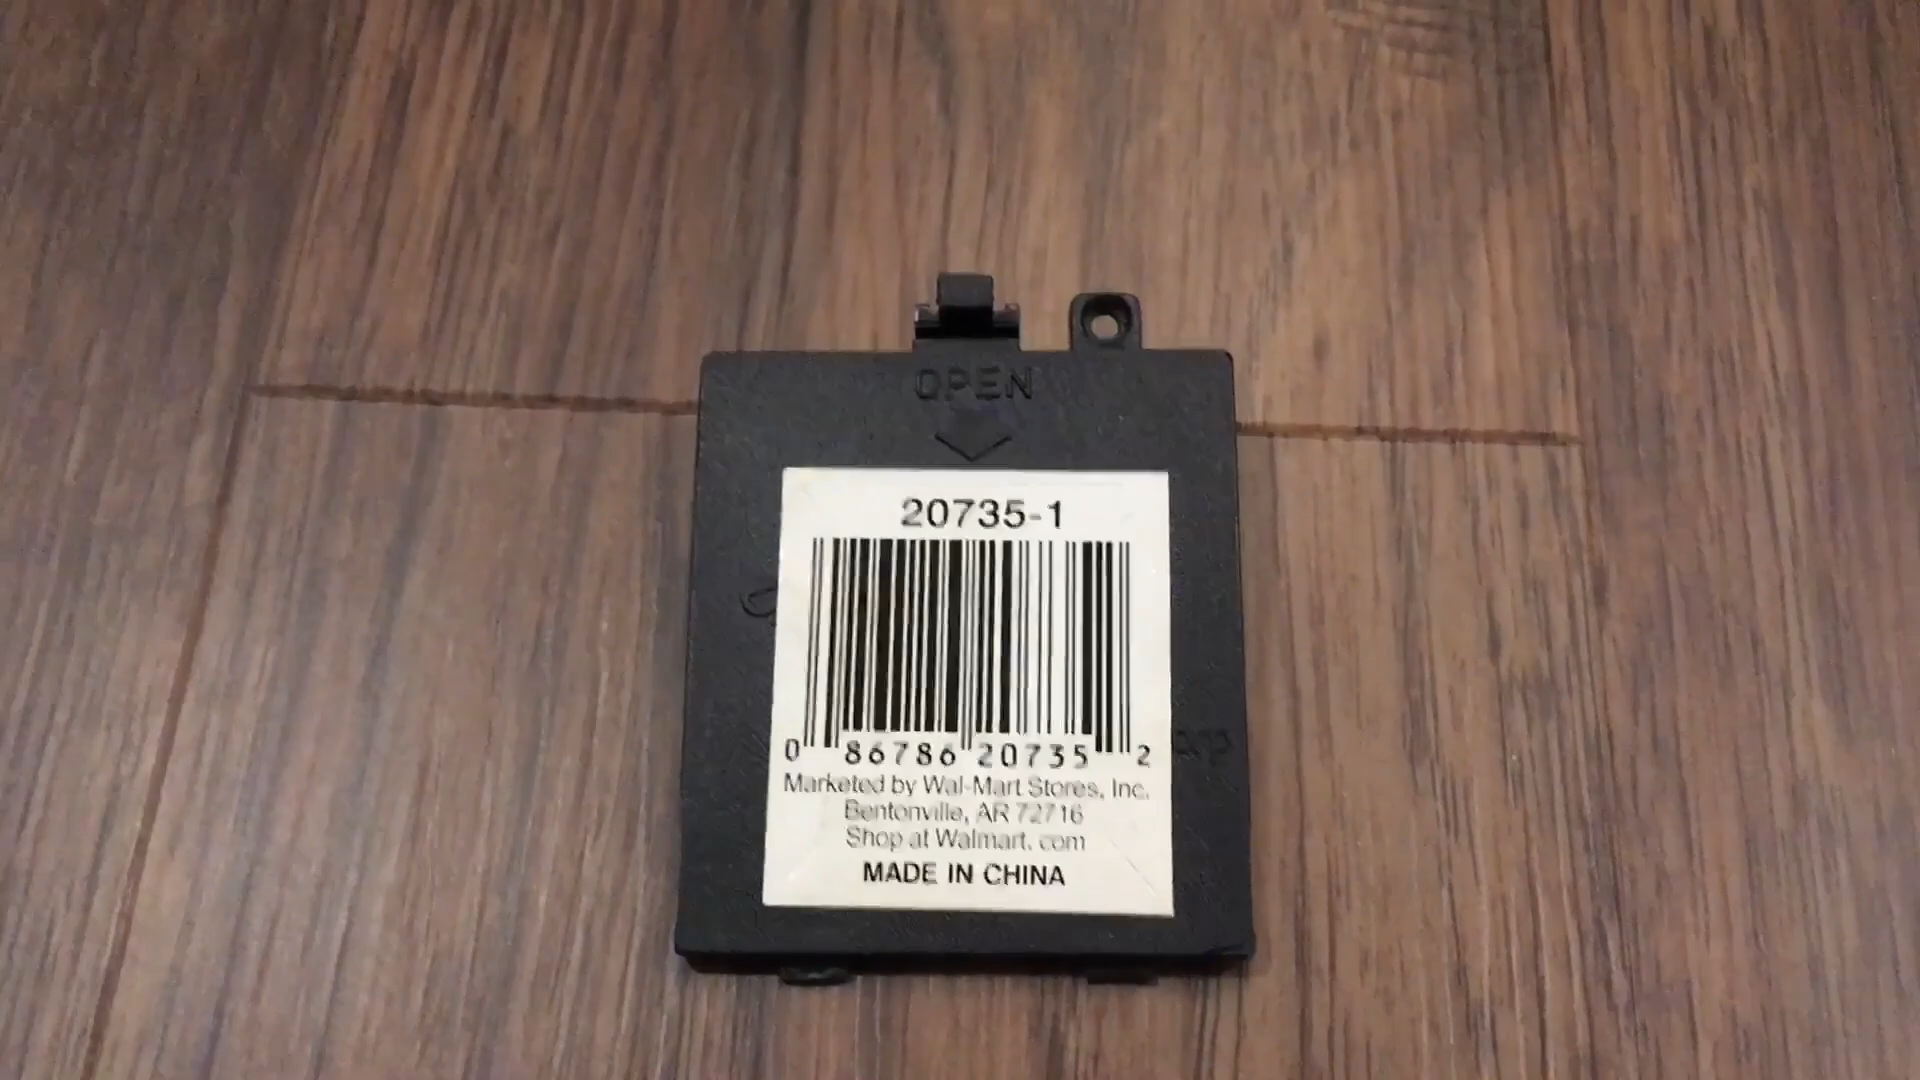 OPEN
20735-1
0 86786 20735 2
Marketed by Wal-Mart Stores, Inc.
Bentonville, AR 72716
Shop at Walmart. com
MADE IN CHINA